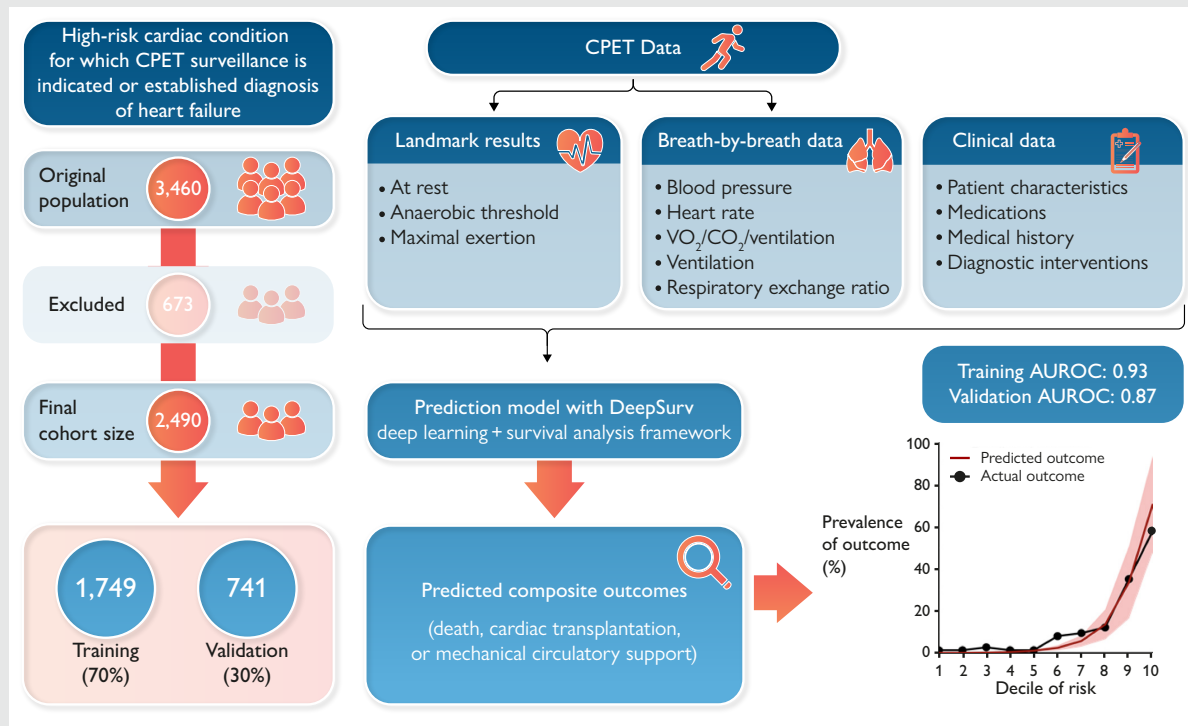 High-risk cardiac condition
for which CPET surveillance is
indicated or established diagnosis
of heart failure
Original
population
3,460
Excluded
673
Final
cohort size
2,490
1,749
Training
(70%)
741
Validation
(30%)
CPET Data
Landmark results
• At rest
• Anaerobic threshold
• Maximal exertion
Breath-by-breath data
• Blood pressure
• Heart rate
• VO₂/CO₂/ventilation
• Ventilation
• Respiratory exchange ratio
Clinical data
• Patient characteristics
• Medications
• Medical history
• Diagnostic interventions
Prediction model with DeepSurv
deep learning + survival analysis framework
Predicted composite outcomes
(death, cardiac transplantation,
or mechanical circulatory support)
Training AUROC: 0.93
Validation AUROC: 0.87
Prevalence
of outcome
(%)
100
80
60
40
20
0
Predicted outcome
Actual outcome
1 2 3 4 5 6 7 8 9 10
Decile of risk